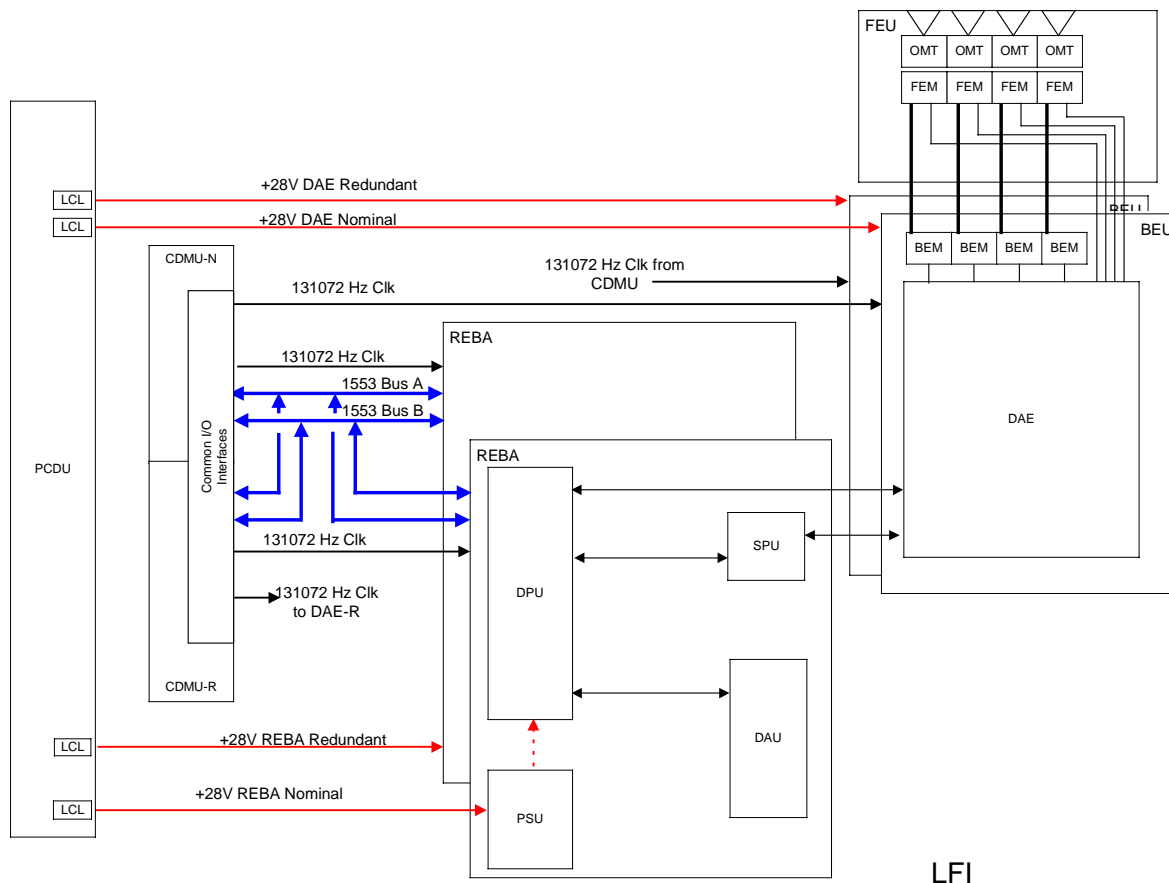 FEU
OMT OMT OMT OMT
FEM FEM FEM FEM
LCL
+28V DAE Redundant
LCL
+28V DAE Nominal
BEU
BEU
BEM BEM BEM BEM
CDMU-N
131072 Hz Clk from
CDMU
131072 Hz Clk
REBA
131072 Hz Clk
1553 Bus A
1553 Bus B
DAE
Common I/O
Interfaces
PCDU
REBA
131072 Hz Clk
SPU
DPU
131072 Hz Clk
to DAE-R
CDMU-R
LCL
+28V REBA Redundant
DAU
LCL
+28V REBA Nominal
PSU
LFI